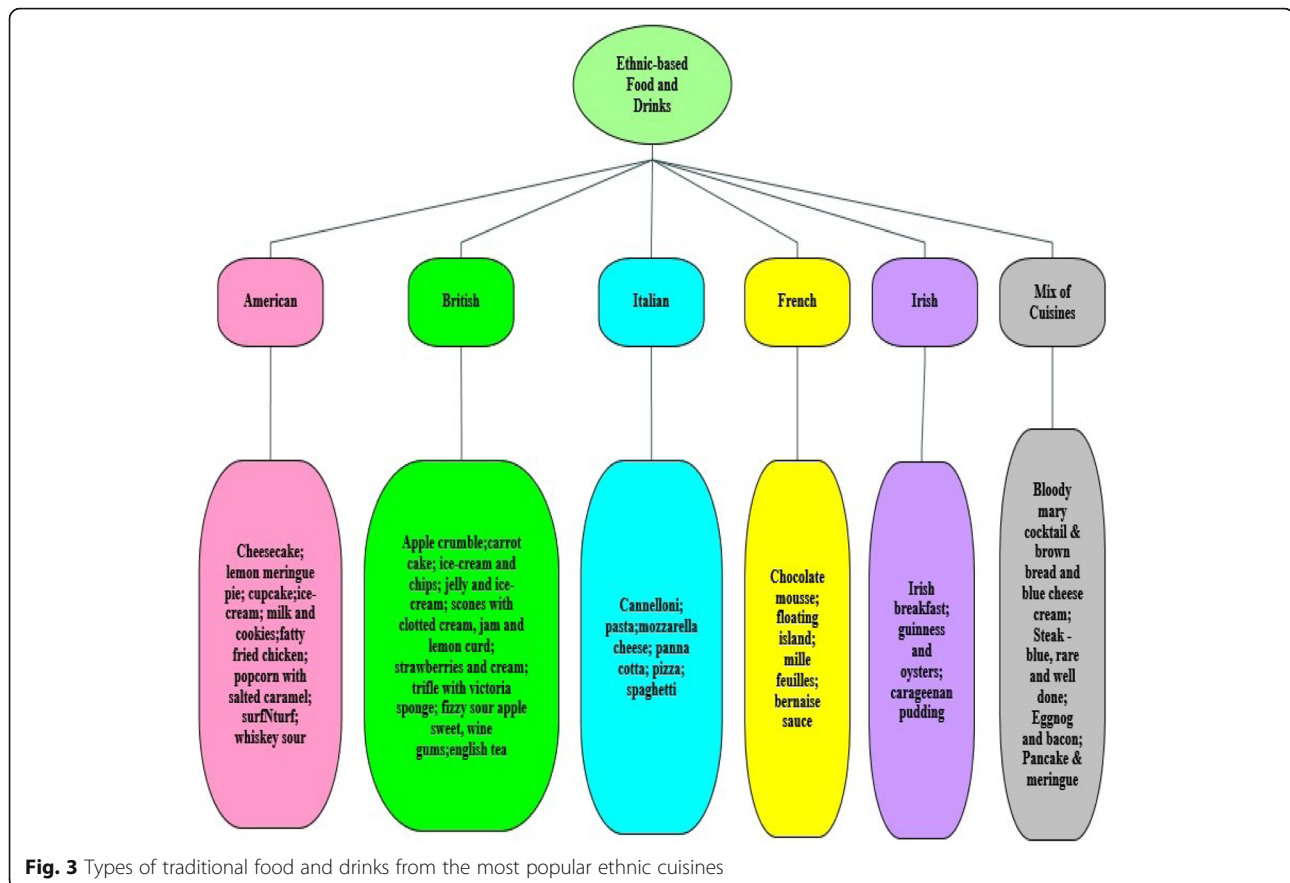 Ethnic-based
Food and
Drinks
American
British
Italian
French
Irish
Mix of
Cuisines
Cheesecake;
lemon meringue
pie; cupcake;ice-
cream; milk and
cookies;fatty
fried chicken;
popcorn with
salted caramel;
surfNturf;
whiskey sour
Apple crumble;carrot
cake; ice-cream and
chips; jelly and ice-
cream; scones with
clotted cream, jam and
lemon curd;
strawberries and cream;
trifle with victoria
sponge; fizzy sour apple
sweet, wine
gums;english tea
Cannelloni;
pasta;mozzarella
cheese; panna
cotta; pizza;
spaghetti
Chocolate
mousse;
floating
island;
mille
feuilles;
bernaise
sauce
Irish
breakfast;
guinness
and
oysters;
carageenan
pudding
Bloody
mary
cocktail &
brown
bread and
blue cheese
cream;
Steak -
blue, rare
and well
done;
Eggnog
and bacon;
Pancake &
meringue
Fig. 3 Types of traditional food and drinks from the most popular ethnic cuisines